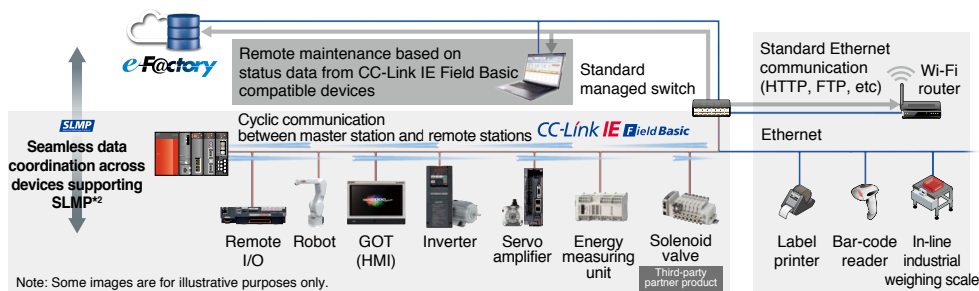 e-F@ctory
Remote maintenance based on
status data from CC-Link IE Field Basic
compatible devices
Standard
managed switch
Standard Ethernet
communication
(HTTP, FTP, etc)
Wi-Fi
router
SLMP
Seamless data
coordination across
devices supporting
SLMP*2
Cyclic communication
between master station and remote stations
CC-Link IE Field Basic
Ethernet
Remote
I/O
Robot
GOT
(HMI)
Inverter
Servo
amplifier
Energy
measuring
unit
Solenoid
valve
Third-party
partner product
Label
printer
Bar-code
reader
In-line
industrial
weighing scale
Note: Some images are for illustrative purposes only.